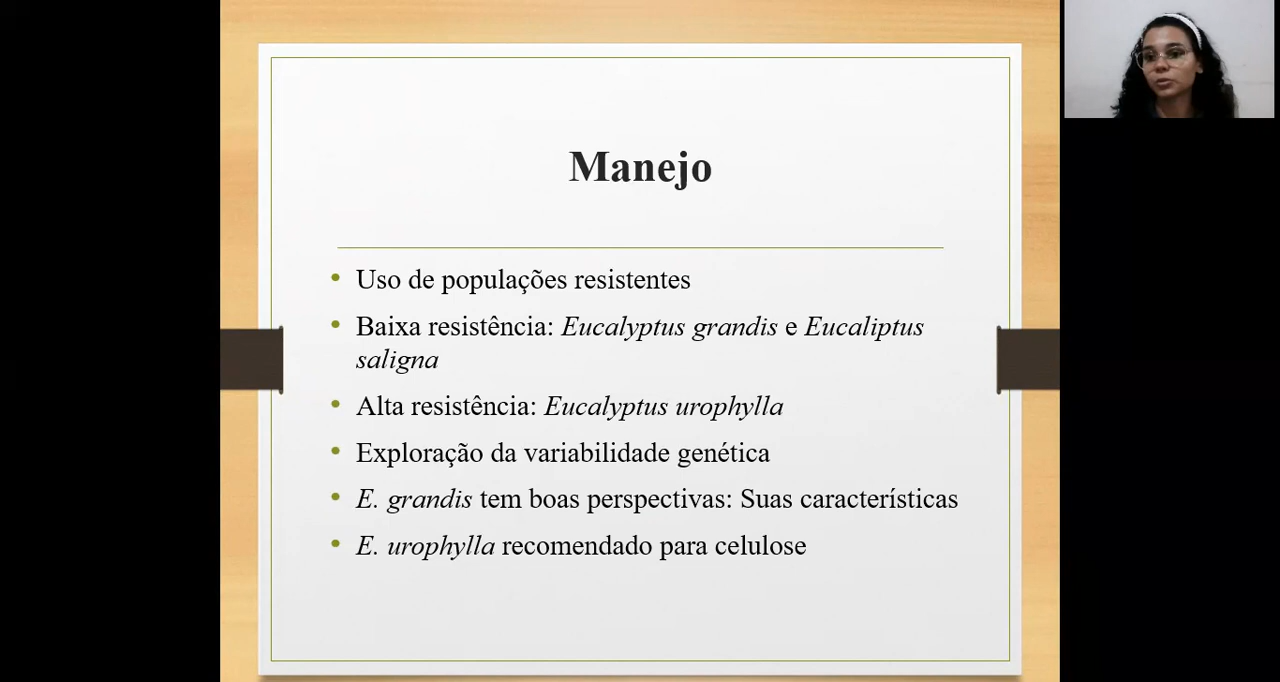 Manejo
• Uso de populações resistentes
• Baixa resistência: Eucalyptus grandis e Eucaliptus
saligna
• Alta resistência: Eucalyptus urophylla
• Exploração da variabilidade genética
• E. grandis tem boas perspectivas: Suas características
• E. urophylla recomendado para celulose